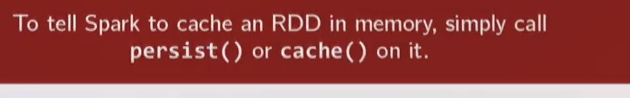 To tell Spark to cache an RDD in memory, simply call
persist() or cache() on it.